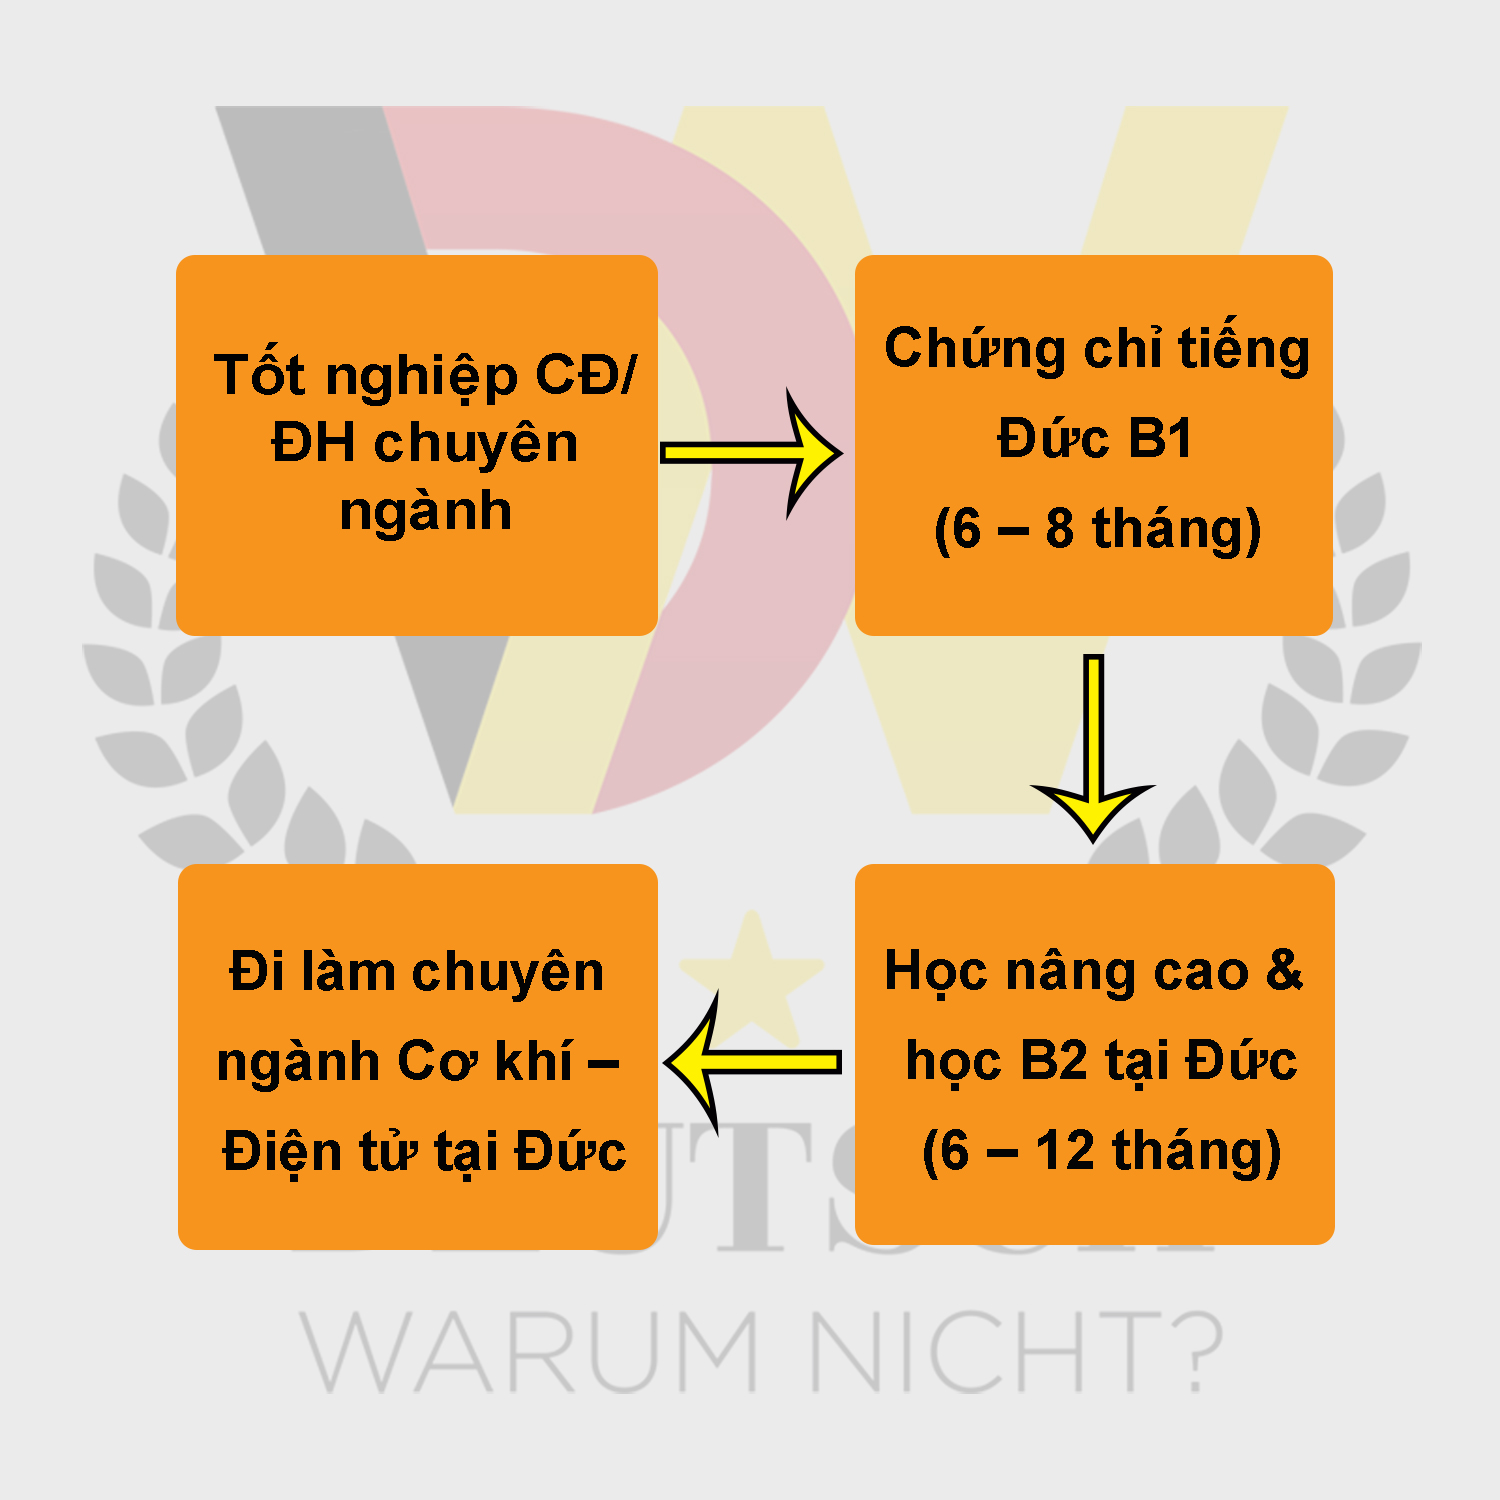 Tốt nghiệp CĐ/
ĐH chuyên
ngành
Chứng chỉ tiếng
Đức B1
(6 – 8 tháng)
Học nâng cao &
học B2 tại Đức
(6 – 12 tháng)
Đi làm chuyên
ngành Cơ khí –
Điện tử tại Đức
WARUM NICHT?